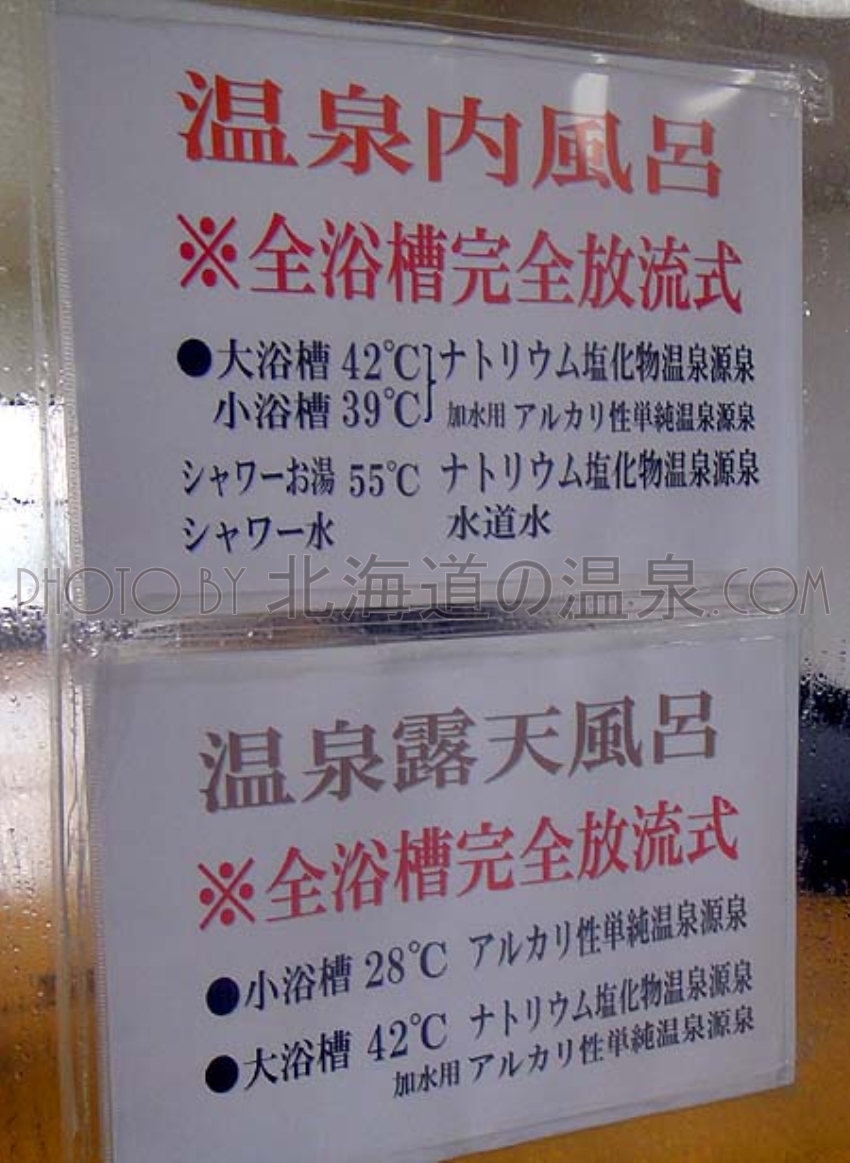 温泉内風呂
※全浴槽完全放流式
●大浴槽 42℃ ナトリウム塩化物温泉源泉
小浴槽 39℃ 加水用 アルカリ性単純温泉源泉
シャワーお湯 55℃ ナトリウム塩化物温泉源泉
シャワー水 水道水
PHOTO BY 北海道の温泉.COM
温泉露天風呂
※全浴槽完全放流式
●小浴槽 28℃ アルカリ性単純温泉源泉
●大浴槽 42℃ ナトリウム塩化物温泉源泉
加水用 アルカリ性単純温泉源泉